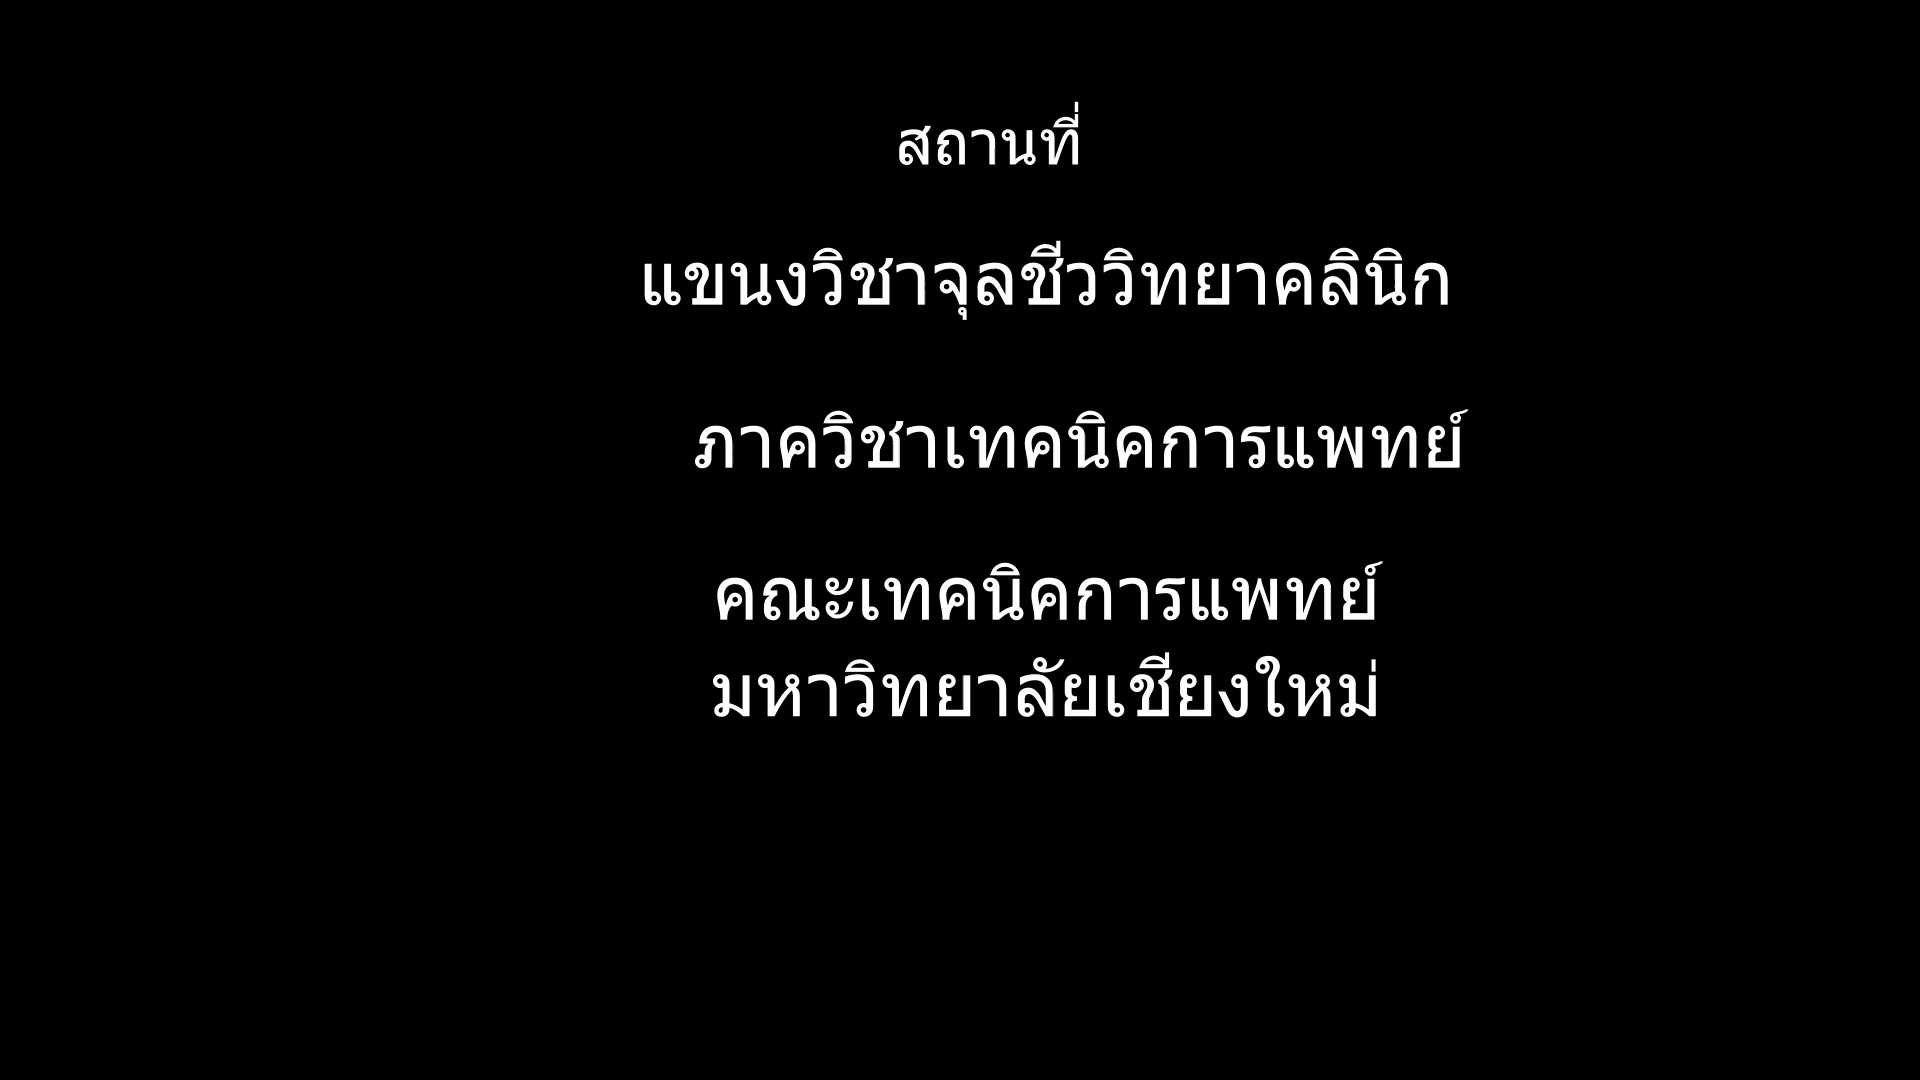 สถานที่
แขนงวิชาจุลชีววิทยาคลินิก
ภาควิชาเทคนิคการแพทย์
คณะเทคนิคการแพทย์
มหาวิทยาลัยเชียงใหม่